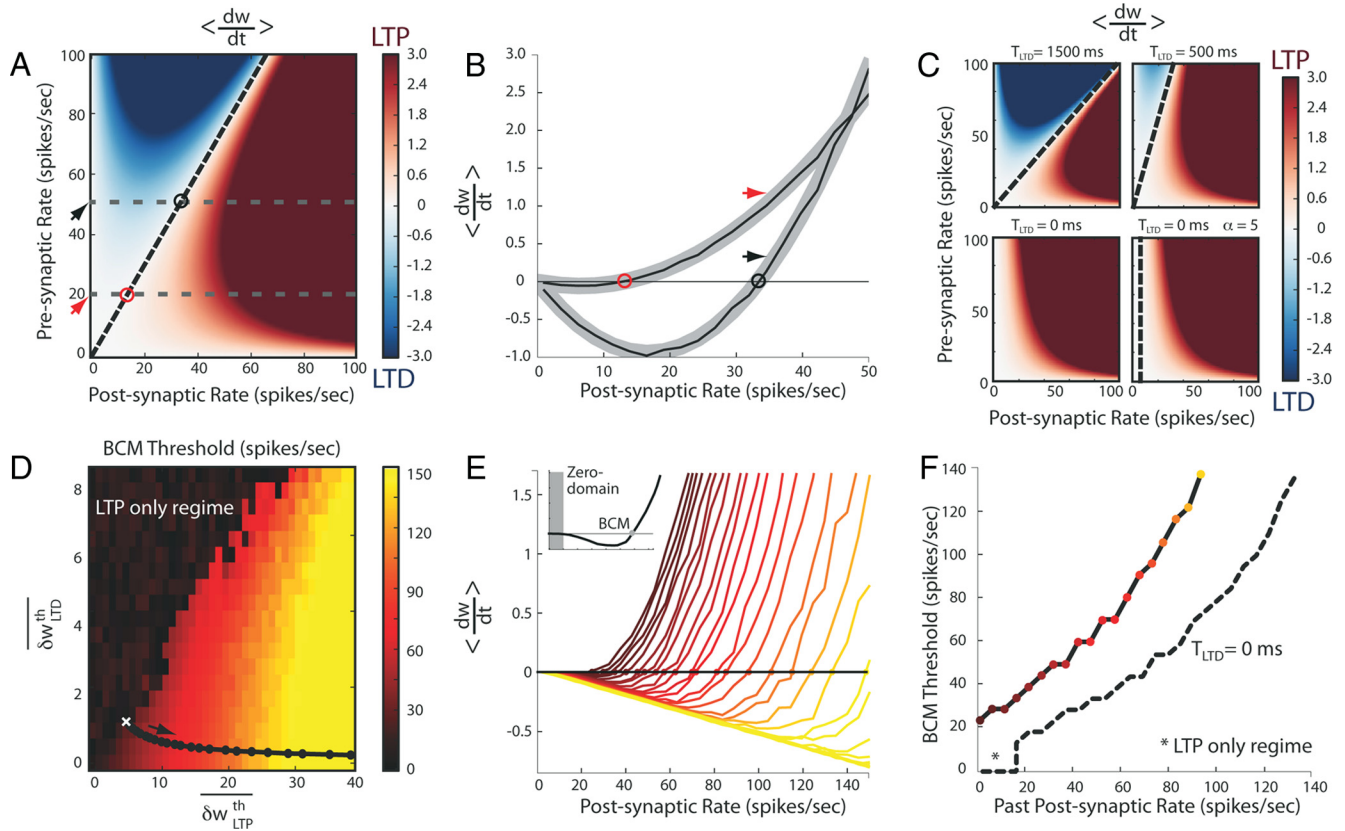 < dw/dt >
A
LTP
100
80
60
40
20
0
Pre-synaptic Rate (spikes/sec)
0 20 40 60 80 100
Post-synaptic Rate (spikes/sec)
3.0
2.4
1.8
1.2
0.6
0
-0.6
-1.2
-1.8
-2.4
-3.0
LTD
B
3.0
2.5
2.0
1.5
1.0
0.5
0
-0.5
-1.0
< dw/dt >
0 10 20 30 40 50
Post-synaptic Rate (spikes/sec)
< dw/dt >
C
LTP
T LTD = 1500 ms
T LTD = 500 ms
100
50
0
T LTD = 0 ms
T LTD = 0 ms α = 5
100
50
0
Pre-synaptic Rate (spikes/sec)
0 50 100 0 50 100
Post-synaptic Rate (spikes/sec)
3.0
2.4
1.8
1.2
0.6
0
-0.6
-1.2
-1.8
-2.4
-3.0
LTD
D
BCM Threshold (spikes/sec)
LTP only regime
8
6
4
2
0
δw th LTD
0 10 20 30 40
δw th LTP
150
120
90
60
30
0
E
Zero-
domain
BCM
1.5
1
0.5
0
-0.5
< dw/dt >
0 20 40 60 80 100 120 140
Post-synaptic Rate (spikes/sec)
F
140
120
100
80
60
40
20
0
BCM Threshold (spikes/sec)
T LTD = 0 ms
* LTP only regime
*
0 20 40 60 80 100 120 140
Past Post-synaptic Rate (spikes/sec)